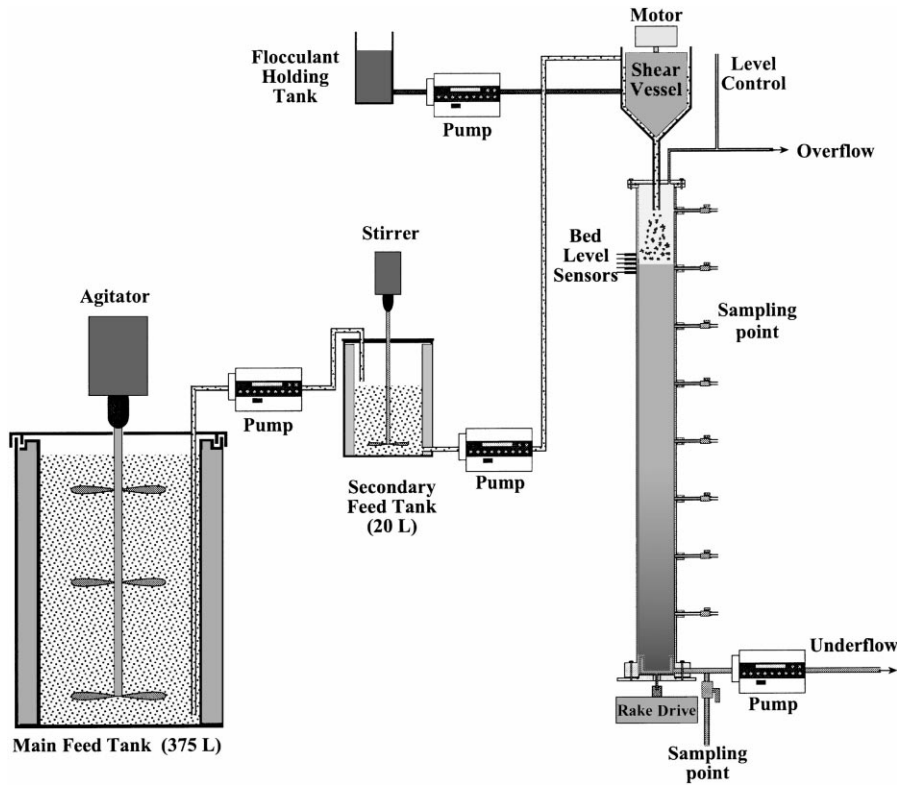 Motor
Flocculant
Holding
Tank
Shear
Vessel
Level
Control
Pump
Overflow
Stirrer
Bed
Level
Sensors
Agitator
Sampling
point
Pump
Pump
Secondary
Feed Tank
(20 L)
Underflow
Rake Drive
Pump
Main Feed Tank (375 L)
Sampling
point